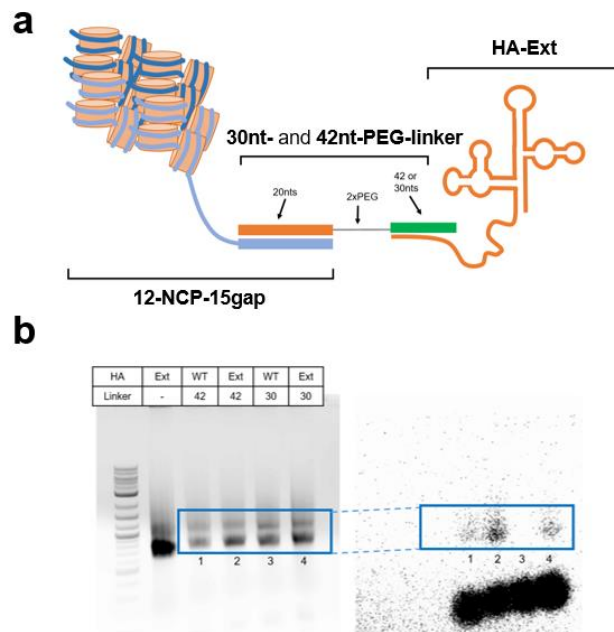 a
HA-Ext
30nt- and 42nt-PEG-linker
20nts
2xPEG
42 or
30nts
12-NCP-15gap
b
HA Ext WT Ext WT Ext
Linker - 42 42 30 30
1 2 3 4
1 2 3 4